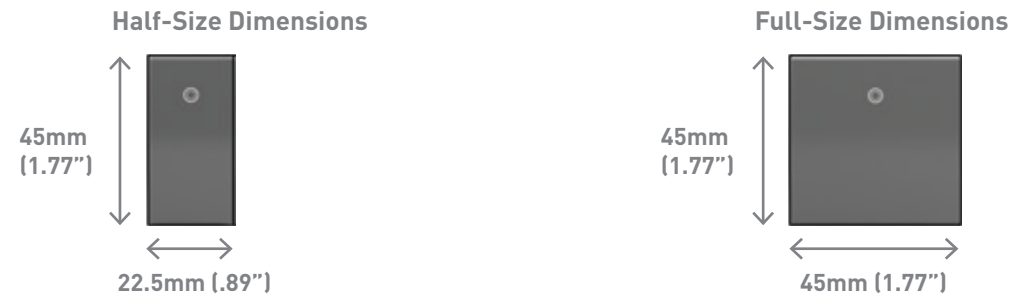 Half-Size Dimensions
45mm
(1.77”)
22.5mm (.89”)
Full-Size Dimensions
45mm
(1.77”)
45mm (1.77”)